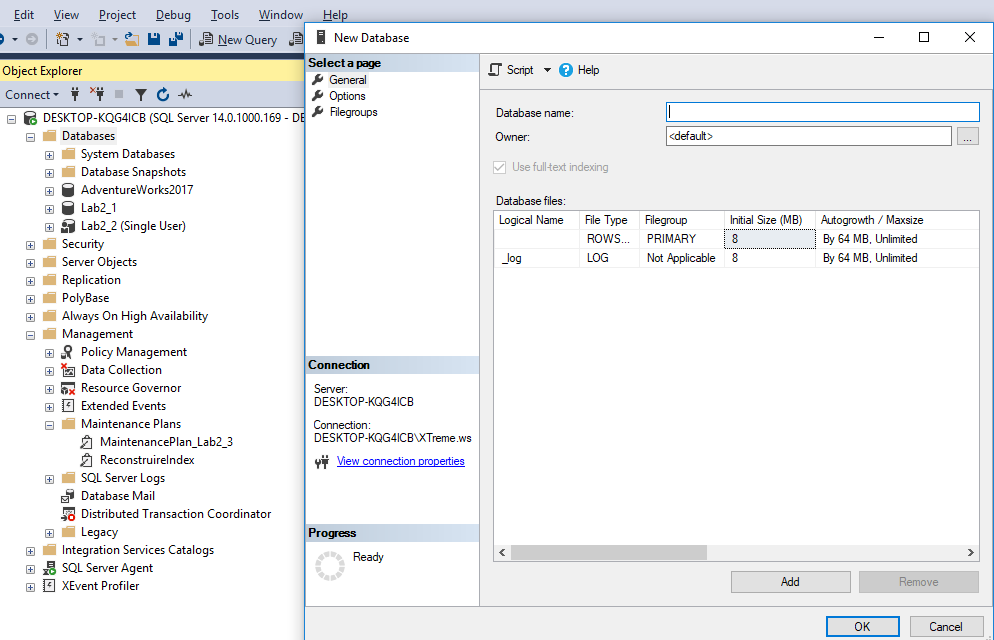 Edit View Project Debug Tools Window Help
New Query
Object Explorer
Connect
DESKTOP-KQG4ICB (SQL Server 14.0.1000.169 - DE
Databases
System Databases
Database Snapshots
AdventureWorks2017
Lab2_1
Lab2_2 (Single User)
Security
Server Objects
Replication
PolyBase
Always On High Availability
Management
Policy Management
Data Collection
Resource Governor
Extended Events
Maintenance Plans
MaintenancePlan_Lab2_3
ReconstruireIndex
SQL Server Logs
Database Mail
Distributed Transaction Coordinator
Legacy
Integration Services Catalogs
SQL Server Agent
XEvent Profiler
New Database
Select a page
General
Options
Filegroups
Connection
Server:
DESKTOP-KQG4ICB
Connection:
DESKTOP-KQG4ICB\XTreme.ws
View connection properties
Progress
Ready
Script Help
Database name:
Owner: <default> ...
Use full-text indexing
Database files:
Logical Name File Type Filegroup Initial Size (MB) Autogrowth / Maxsize
ROWS... PRIMARY 8 By 64 MB, Unlimited
_log LOG Not Applicable 8 By 64 MB, Unlimited
Add Remove
OK Cancel